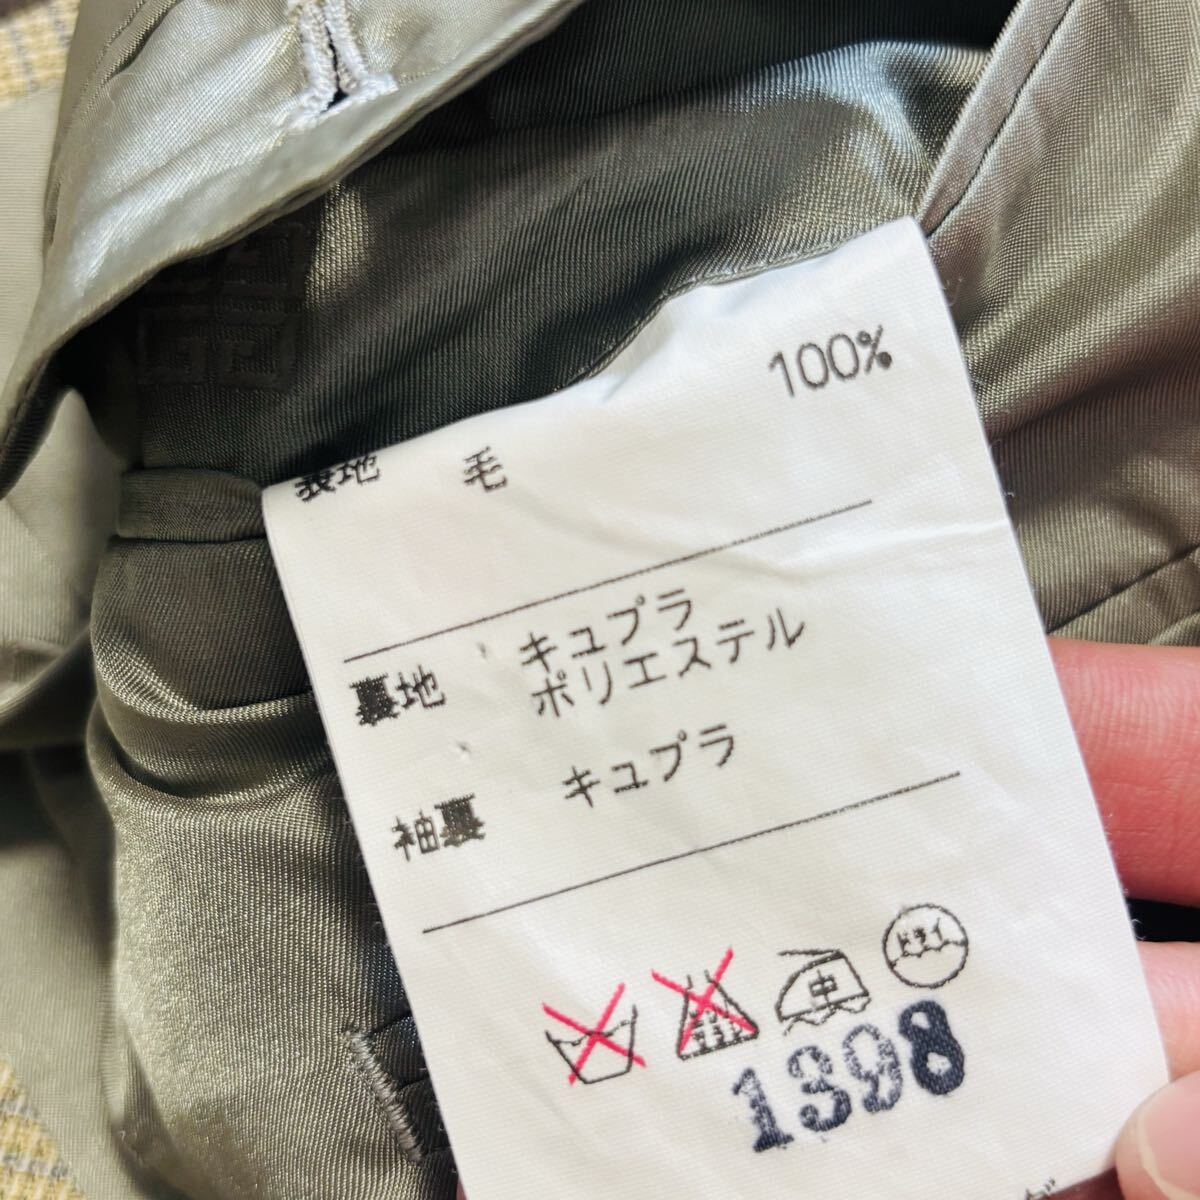 表地 毛 100%
裏地 キュプラ
ポリエステル
袖裏 キュプラ
中 ドライ
1398